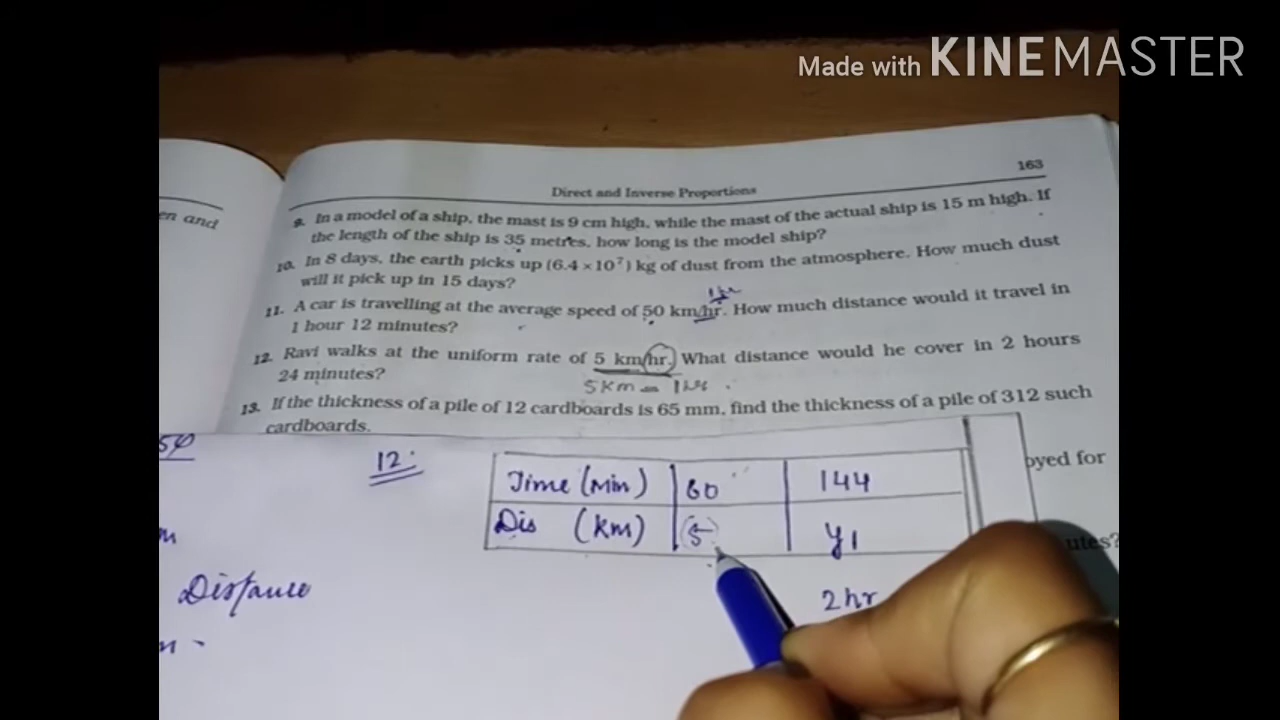 Made with KINEMASTER
163
Direct and Inverse Proportions
en and
9. In a model of a ship, the mast is 9 cm high, while the mast of the actual ship is 15 m high. If
the length of the ship is 35 metres, how long is the model ship?
10. In 8 days, the earth picks up (6.4 × 10⁷) kg of dust from the atmosphere. How much dust
will it pick up in 15 days?
1hr
11. A car is travelling at the average speed of 50 km/hr. How much distance would it travel in
1 hour 12 minutes?
12. Ravi walks at the uniform rate of 5 km/hr. What distance would he cover in 2 hours
24 minutes?
5km = 1hr.
13. If the thickness of a pile of 12 cardboards is 65 mm, find the thickness of a pile of 312 such
cardboards.
oyed for
12.
Time (Min) 60 144
Dis (km) (5) y1
utes?
Distance
2hr